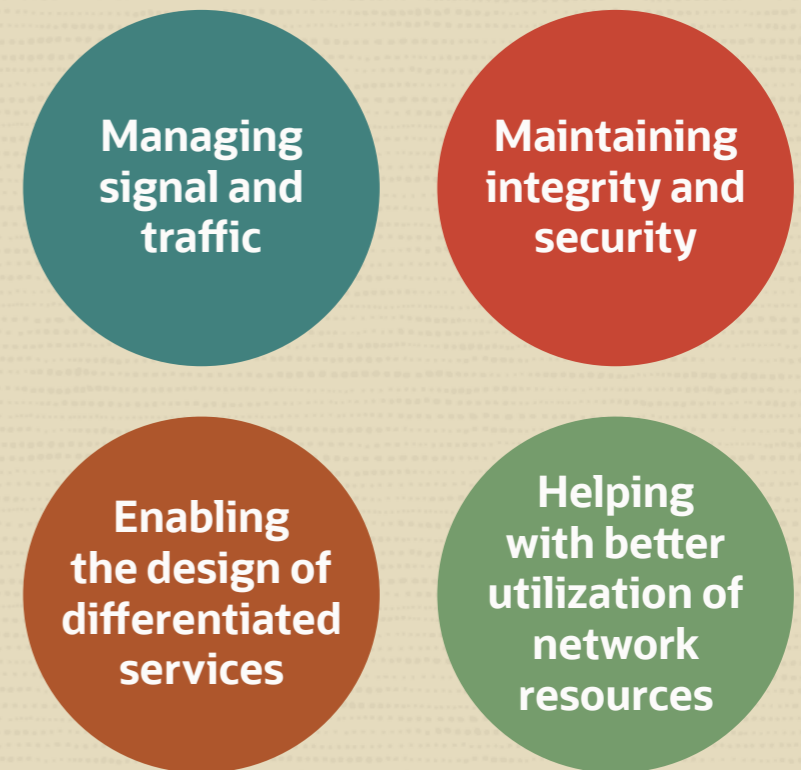 Managing
signal and
traffic
Maintaining
integrity and
security
Enabling
the design of
differentiated
services
Helping
with better
utilization of
network
resources